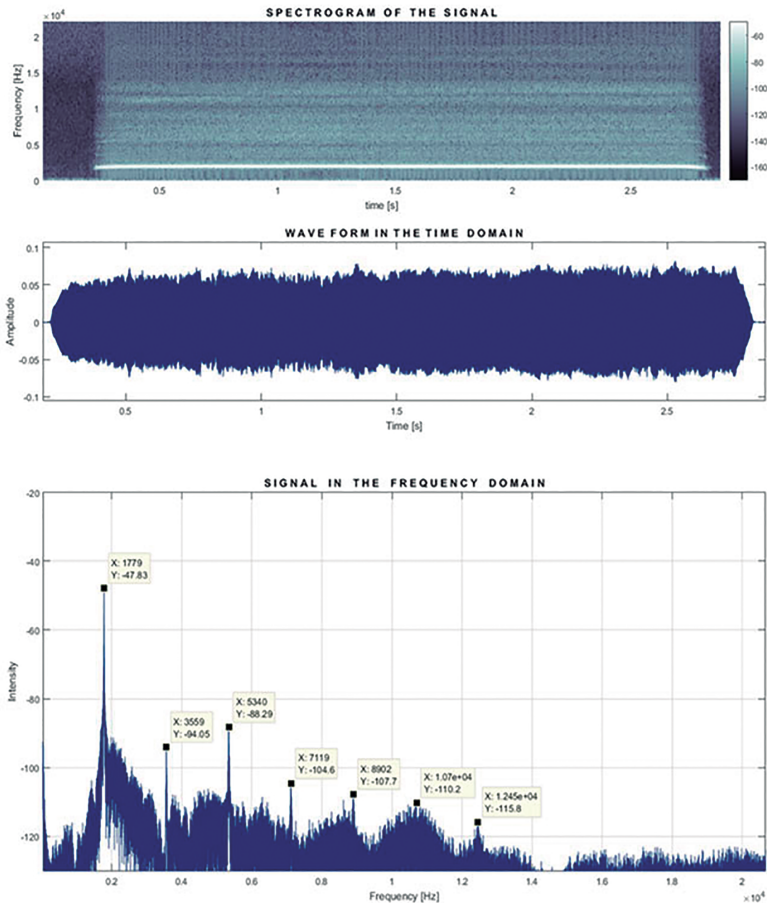 SPECTROGRAM OF THE SIGNAL
×10⁴
2
1.5
1
0.5
0
Frequency [Hz]
0.5 1 1.5 2 2.5
time [s]
-60
-80
-100
-120
-140
-160
WAVE FORM IN THE TIME DOMAIN
0.1
0.05
0
-0.05
-0.1
Amplitude
0.5 1 1.5 2 2.5
Time [s]
SIGNAL IN THE FREQUENCY DOMAIN
-20
-40
-60
-80
-100
-120
Intensity
X: 1779
Y: -47.83
X: 3559
Y: -94.05
X: 5340
Y: -88.29
X: 7119
Y: -104.6
X: 8902
Y: -107.7
X: 1.07e+04
Y: -110.2
X: 1.245e+04
Y: -115.8
0.2 0.4 0.6 0.8 1 1.2 1.4 1.6 1.8 2
Frequency [Hz]
×10⁴